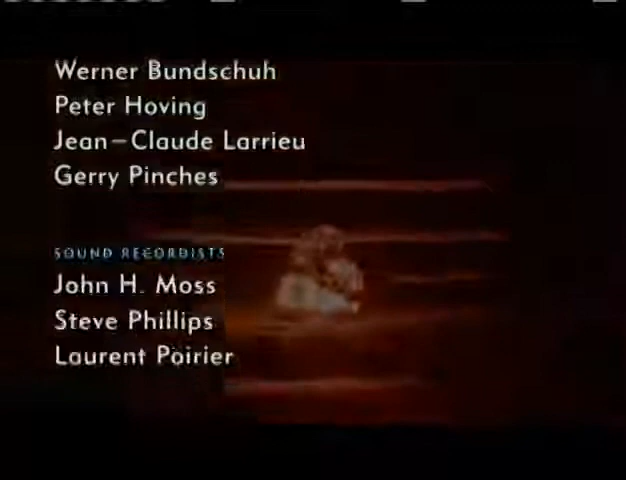 Werner Bundschuh
Peter Hoving
Jean-Claude Larrieu
Gerry Pinches
SOUND RECORDISTS
John H. Moss
Steve Phillips
Laurent Poirier